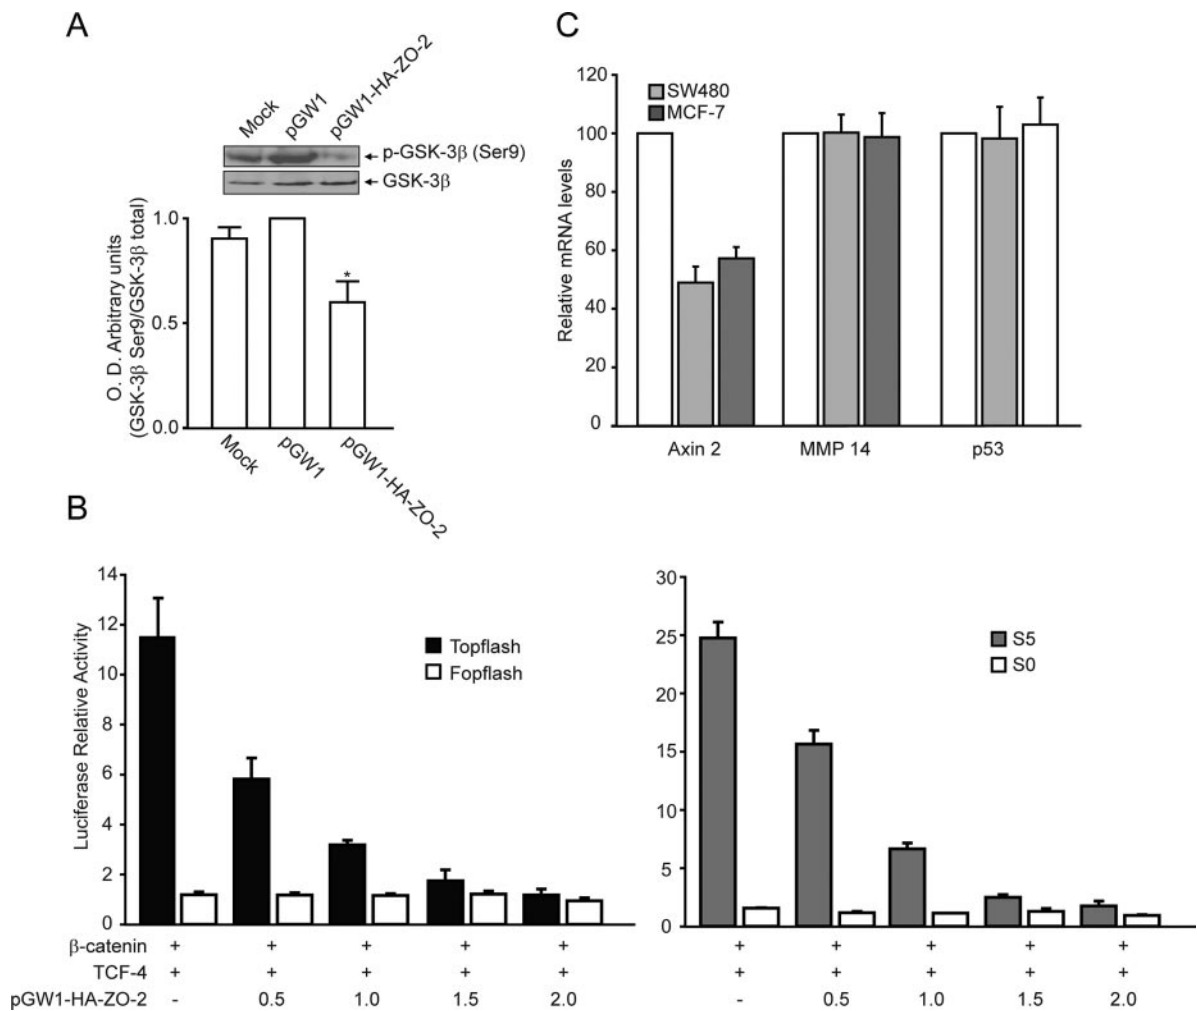 A
Mock
pGW1
pGW1-HA-ZO-2
p-GSK-3β (Ser9)
GSK-3β
O. D. Arbitrary units
(GSK-3β Ser9/GSK-3β total)
1.0
0.5
0.0
*
Mock
pGW1
pGW1-HA-ZO-2
C
SW480
MCF-7
Relative mRNA levels
120
100
80
60
40
20
0
Axin 2 MMP 14 p53
B
Luciferase Relative Activity
14
12
10
8
6
4
2
0
Topflash
Fopflash
β-catenin + + + + +
TCF-4 + + + + +
pGW1-HA-ZO-2 - 0.5 1.0 1.5 2.0
30
25
20
15
10
5
0
S5
S0
+ + + + +
+ + + + +
- 0.5 1.0 1.5 2.0